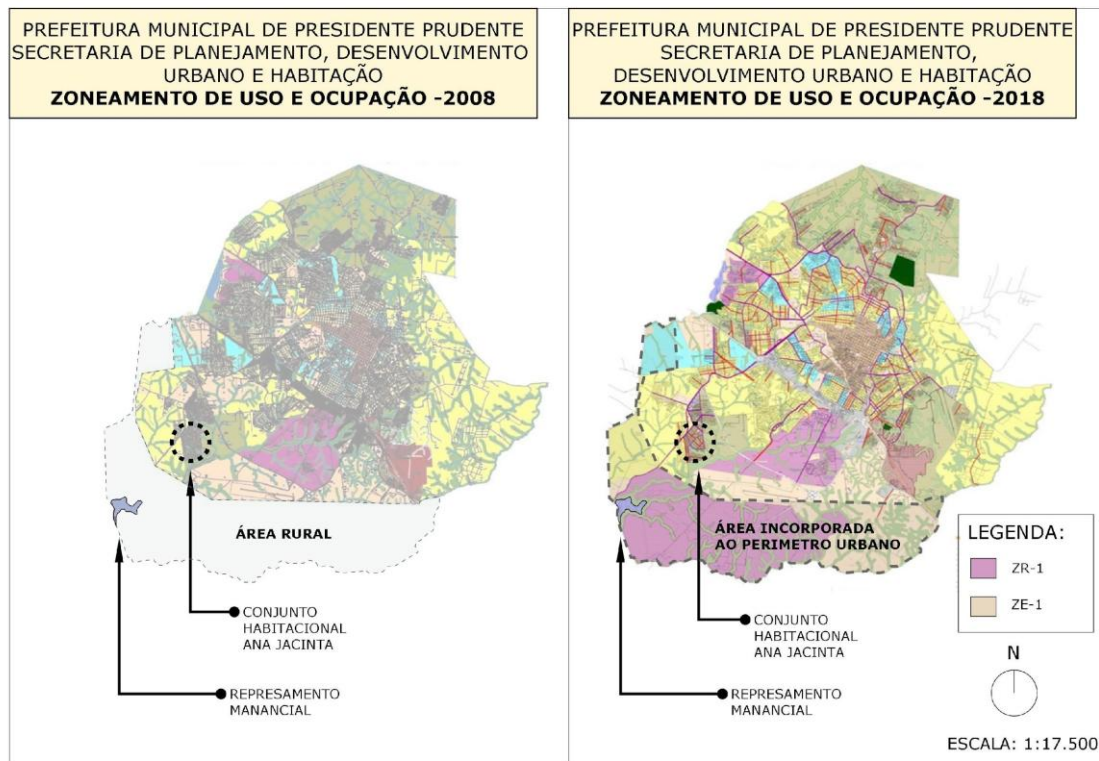 PREFEITURA MUNICIPAL DE PRESIDENTE PRUDENTE
SECRETARIA DE PLANEJAMENTO, DESENVOLVIMENTO
URBANO E HABITAÇÃO
ZONEAMENTO DE USO E OCUPAÇÃO -2008
ÁREA RURAL
CONJUNTO
HABITACIONAL
ANA JACINTA
REPRESAMENTO
MANANCIAL
PREFEITURA MUNICIPAL DE PRESIDENTE PRUDENTE
SECRETARIA DE PLANEJAMENTO,
DESENVOLVIMENTO URBANO E HABITAÇÃO
ZONEAMENTO DE USO E OCUPAÇÃO -2018
ÁREA INCORPORADA
AO PERIMETRO URBANO
CONJUNTO
HABITACIONAL
ANA JACINTA
REPRESAMENTO
MANANCIAL
LEGENDA:
ZR-1
ZE-1
N
ESCALA: 1:17.500